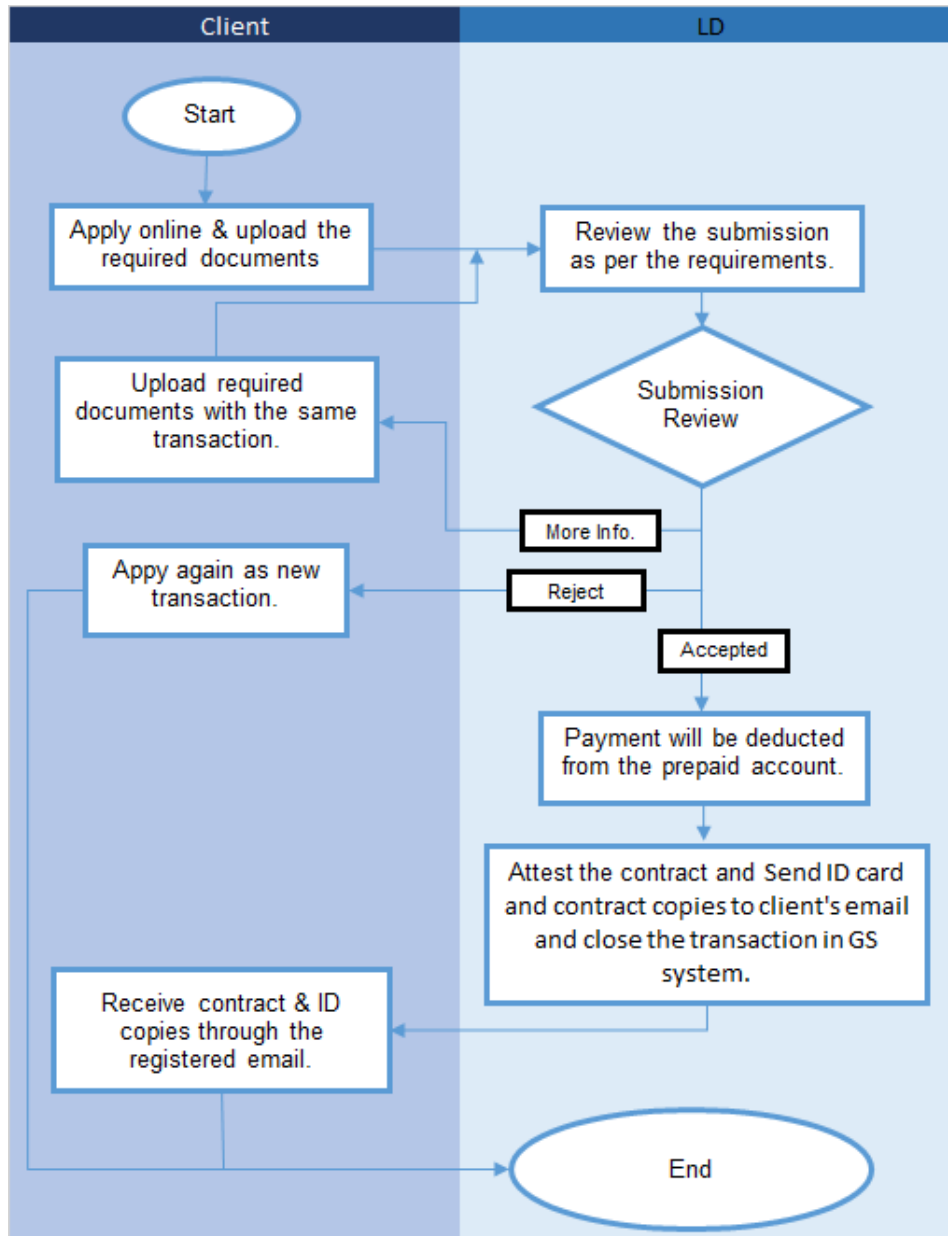 Client
LD
Start
Apply online & upload the
required documents
Review the submission
as per the requirements.
Upload required
documents with the same
transaction.
Submission
Review
More Info.
Appy again as new
transaction.
Reject
Accepted
Payment will be deducted
from the prepaid account.
Attest the contract and Send ID card
and contract copies to client's email
and close the transaction in GS
system.
Receive contract & ID
copies through the
registered email.
End